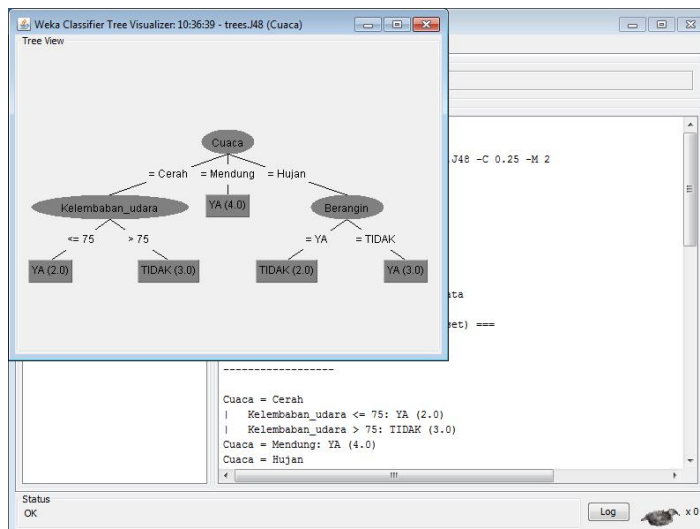 Weka Classifier Tree Visualizer: 10:36:39 - trees.J48 (Cuaca)
Tree View
Cuaca
= Cerah = Mendung = Hujan
Kelembaban_udara YA (4.0) Berangin
<= 75 > 75 = YA = TIDAK
YA (2.0) TIDAK (3.0) TIDAK (2.0) YA (3.0)
.J48 -C 0.25 -M 2
ata
set) ===
------------------
Cuaca = Cerah
| Kelembaban_udara <= 75: YA (2.0)
| Kelembaban_udara > 75: TIDAK (3.0)
Cuaca = Mendung: YA (4.0)
Cuaca = Hujan
Status
OK
Log
x 0